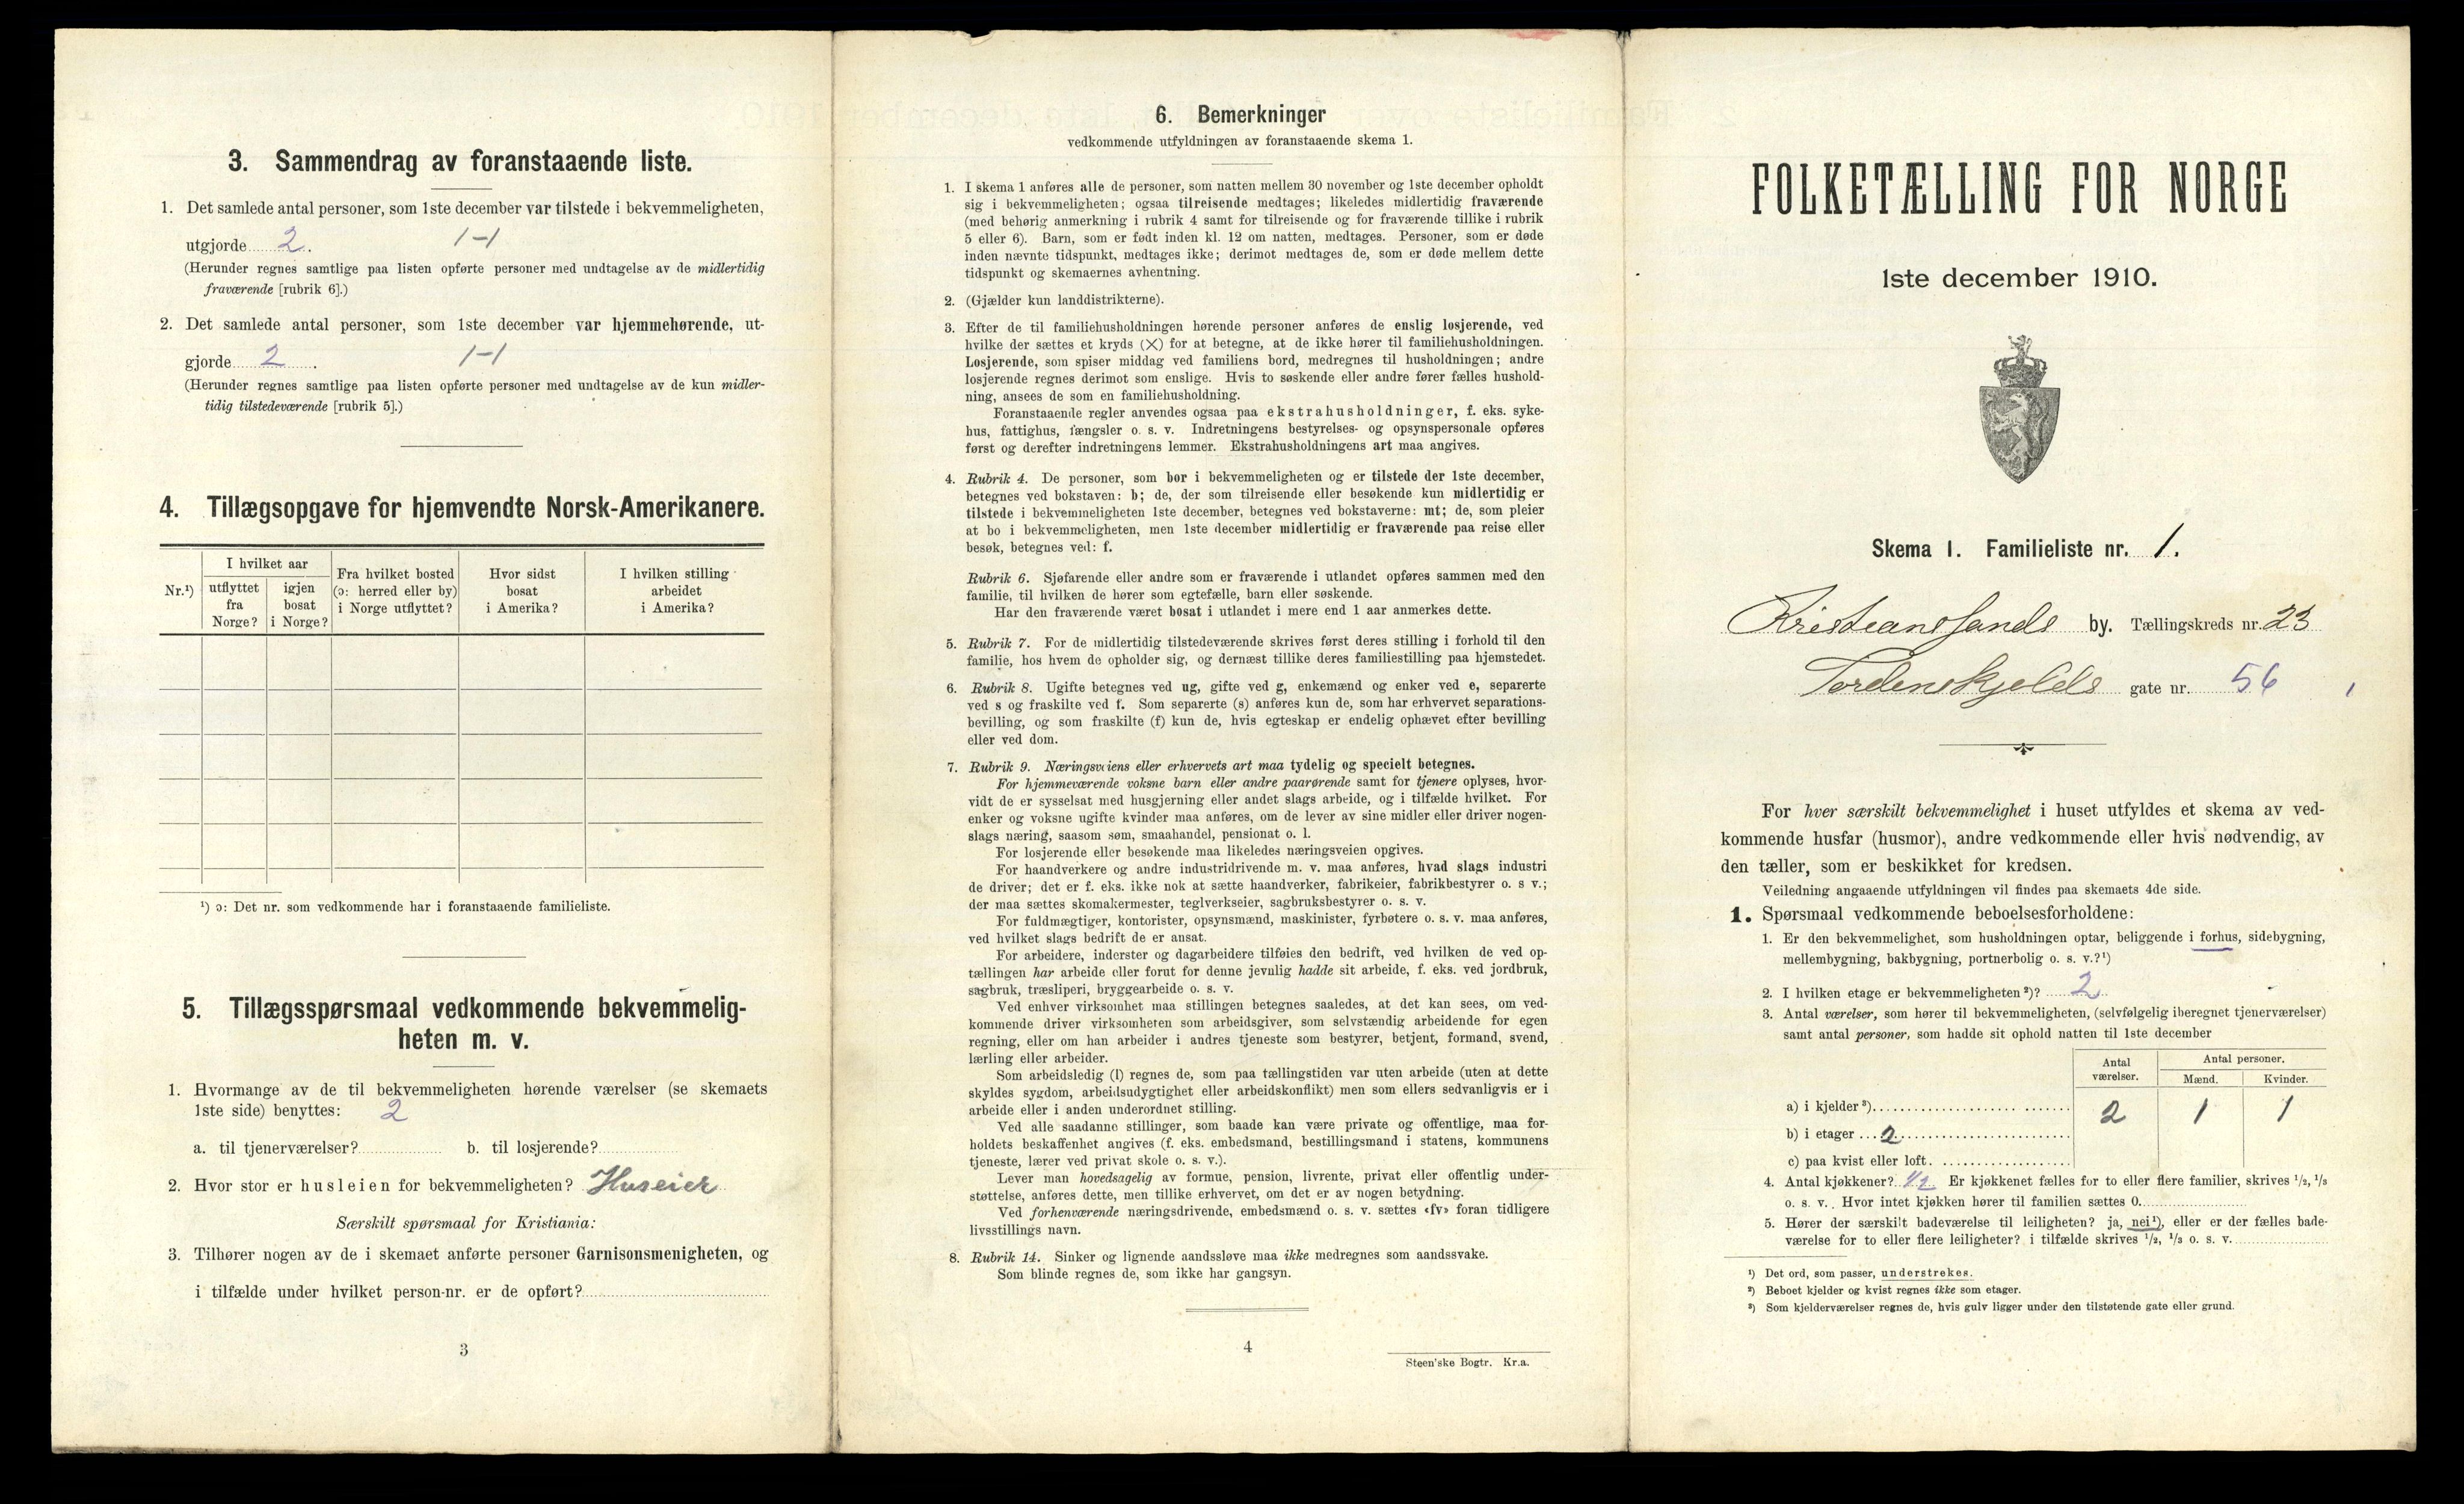 3. Sammendrag av foranstaaende liste.
1. Det samlede antal personer, som 1ste december var tilstede i bekvemmeligheten,
utgjorde 2. 1-1
(Herunder regnes samtlige paa listen opførte personer med undtagelse av de midlertidig
fraværende [rubrik 6].)
2. Det samlede antal personer, som 1ste december var hjemmehørende, ut-
gjorde 2. 1-1
(Herunder regnes samtlige paa listen opførte personer med undtagelse av de kun midler-
tidig tilstedeværende [rubrik 5].)
4. Tillægsopgave for hjemvendte Norsk-Amerikanere.
Nr.¹)
I hvilket aar
utflyttet
fra
Norge?
igjen
bosat
i Norge?
Fra hvilket bosted
(ɔ: herred eller by)
i Norge utflyttet?
Hvor sidst
bosat
i Amerika?
I hvilken stilling
arbeidet
i Amerika?
¹) ɔ: Det nr. som vedkommende har i foranstaaende familieliste.
5. Tillægsspørsmaal vedkommende bekvemmelig-
heten m. v.
1. Hvormange av de til bekvemmeligheten hørende værelser (se skemaets
1ste side) benyttes: 2
a. til tjenerværelser? b. til losjerende?
2. Hvor stor er husleien for bekvemmeligheten? Huseier
Særskilt spørsmaal for Kristiania:
3. Tilhører nogen av de i skemaet anførte personer Garnisonsmenigheten, og
i tilfælde under hvilket person-nr. er de opført?
3
6. Bemerkninger
vedkommende utfyldningen av foranstaaende skema 1.
1. I skema 1 anføres alle de personer, som natten mellem 30 november og 1ste december opholdt
sig i bekvemmeligheten; ogsaa tilreisende medtages; likeledes midlertidig fraværende
(med behørig anmerkning i rubrik 4 samt for tilreisende og for fraværende tillike i rubrik
5 eller 6). Barn, som er født inden kl. 12 om natten, medtages. Personer, som er døde
inden nævnte tidspunkt, medtages ikke; derimot medtages de, som er døde mellem dette
tidspunkt og skemaernes avhentning.
2. (Gjælder kun landdistrikterne).
3. Efter de til familiehusholdningen hørende personer anføres de enslig losjerende, ved
hvilke der sættes et kryds (X) for at betegne, at de ikke hører til familiehusholdningen.
Losjerende, som spiser middag ved familiens bord, medregnes til husholdningen; andre
losjerende regnes derimot som enslige. Hvis to søskende eller andre fører fælles hushold-
ning, ansees de som en familiehusholdning.
Foranstaaende regler anvendes ogsaa paa ekstrahusholdninger, f. eks. syke-
hus, fattighus, fængsler o. s. v. Indretningens bestyrelses- og opsynspersonale opføres
først og derefter indretningens lemmer. Ekstrahusholdningens art maa angives.
4. Rubrik 4. De personer, som bor i bekvemmeligheten og er tilstede der 1ste december,
betegnes ved bokstaven: b; de, der som tilreisende eller besøkende kun midlertidig er
tilstede i bekvemmeligheten 1ste december, betegnes ved bokstaverne: mt; de, som pleier
at bo i bekvemmeligheten, men 1ste december midlertidig er fraværende paa reise eller
besøk, betegnes ved: f.
Rubrik 6. Sjøfarende eller andre som er fraværende i utlandet opføres sammen med den
familie, til hvilken de hører som egtefælle, barn eller søskende.
Har den fraværende været bosat i utlandet i mere end 1 aar anmerkes dette.
5. Rubrik 7. For de midlertidig tilstedeværende skrives først deres stilling i forhold til den
familie, hos hvem de opholder sig, og dernæst tillike deres familiestilling paa hjemstedet.
6. Rubrik 8. Ugifte betegnes ved ug, gifte ved g, enkemænd og enker ved e, separerte
ved s og fraskilte ved f. Som separerte (s) anføres kun de, som har erhvervet separations-
bevilling, og som fraskilte (f) kun de, hvis egteskap er endelig ophævet efter bevilling
eller ved dom.
7. Rubrik 9. Næringsveiens eller erhvervets art maa tydelig og specielt betegnes.
For hjemmeværende voksne barn eller andre paarørende samt for tjenere oplyses, hvor-
vidt de er sysselsat med husgjerning eller andet slags arbeide, og i tilfælde hvilket. For
enker og voksne ugifte kvinder maa anføres, om de lever av sine midler eller driver nogen-
slags næring, saasom søm, smaahandel, pensionat o. l.
For losjerende eller besøkende maa likeledes næringsveien opgives.
For haandverkere og andre industridrivende m. v. maa anføres, hvad slags industri
de driver; det er f. eks. ikke nok at sætte haandverker, fabrikeier, fabrikbestyrer o. s v.;
der maa sættes skomakermester, teglverkseier, sagbruksbestyrer o. s. v.
For fuldmægtiger, kontorister, opsynsmænd, maskinister, fyrbøtere o. s. v. maa anføres,
ved hvilket slags bedrift de er ansat.
For arbeidere, inderster og dagarbeidere tilføies den bedrift, ved hvilken de ved op-
tællingen har arbeide eller forut for denne jevnlig hadde sit arbeide, f. eks. ved jordbruk,
sagbruk, træsliperi, bryggearbeide o. s. v.
Ved enhver virksomhet maa stillingen betegnes saaledes, at det kan sees, om ved-
kommende driver virksomheten som arbeidsgiver, som selvstændig arbeidende for egen
regning, eller om han arbeider i andres tjeneste som bestyrer, betjent, formand, svend,
lærling eller arbeider.
Som arbeidsledig (l) regnes de, som paa tællingstiden var uten arbeide (uten at dette
skyldes sygdom, arbeidsudygtighet eller arbeidskonflikt) men som ellers sedvanligvis er i
arbeide eller i anden underordnet stilling.
Ved alle saadanne stillinger, som baade kan være private og offentlige, maa for-
holdets beskaffenhet angives (f. eks. embedsmand, bestillingsmand i statens, kommunens
tjeneste, lærer ved privat skole o. s. v.).
Lever man hovedsagelig av formue, pension, livrente, privat eller offentlig under-
støttelse, anføres dette, men tillike erhvervet, om det er av nogen betydning.
Ved forhenværende næringsdrivende, embedsmænd o. s. v. sættes «fv» foran tidligere
livsstillings navn.
8. Rubrik 14. Sinker og lignende aandssløve maa ikke medregnes som aandssvake.
Som blinde regnes de, som ikke har gangsyn.
4
Steen'ske Bogtr. Kr.a.
FOLKETÆLLING FOR NORGE
1ste december 1910.
Skema 1. Familieliste nr. 1.
Kristianssands by. Tællingskreds nr. 23
Tordenskjolds gate nr. 56 1
For hver særskilt bekvemmelighet i huset utfyldes et skema av ved-
kommende husfar (husmor), andre vedkommende eller hvis nødvendig, av
den tæller, som er beskikket for kredsen.
Veiledning angaaende utfyldningen vil findes paa skemaets 4de side.
1. Spørsmaal vedkommende beboelsesforholdene:
1. Er den bekvemmelighet, som husholdningen optar, beliggende i forhus, sidebygning,
mellembygning, bakbygning, portnerbolig o. s. v.?¹)
2. I hvilken etage er bekvemmeligheten²)? 2
3. Antal værelser, som hører til bekvemmeligheten, (selvfølgelig iberegnet tjenerværelser)
samt antal personer, som hadde sit ophold natten til 1ste december
Antal
værelser.
Antal personer.
Mænd. Kvinder.
a) i kjelder³)
b) i etager 2 2 1 1
c) paa kvist eller loft.
4. Antal kjøkkener? 1/2 Er kjøkkenet fælles for to eller flere familier, skrives ¹/₂, ¹/₃
o. s. v. Hvor intet kjøkken hører til familien sættes 0.
5. Hører der særskilt badeværelse til leiligheten? ja, nei¹), eller er der fælles bade-
værelse for to eller flere leiligheter? i tilfælde skrives ¹/₂, ¹/₃ o. s. v.
¹) Det ord, som passer, understrekes.
²) Beboet kjelder og kvist regnes ikke som etager.
³) Som kjelderværelser regnes de, hvis gulv ligger under den tilstøtende gate eller grund.